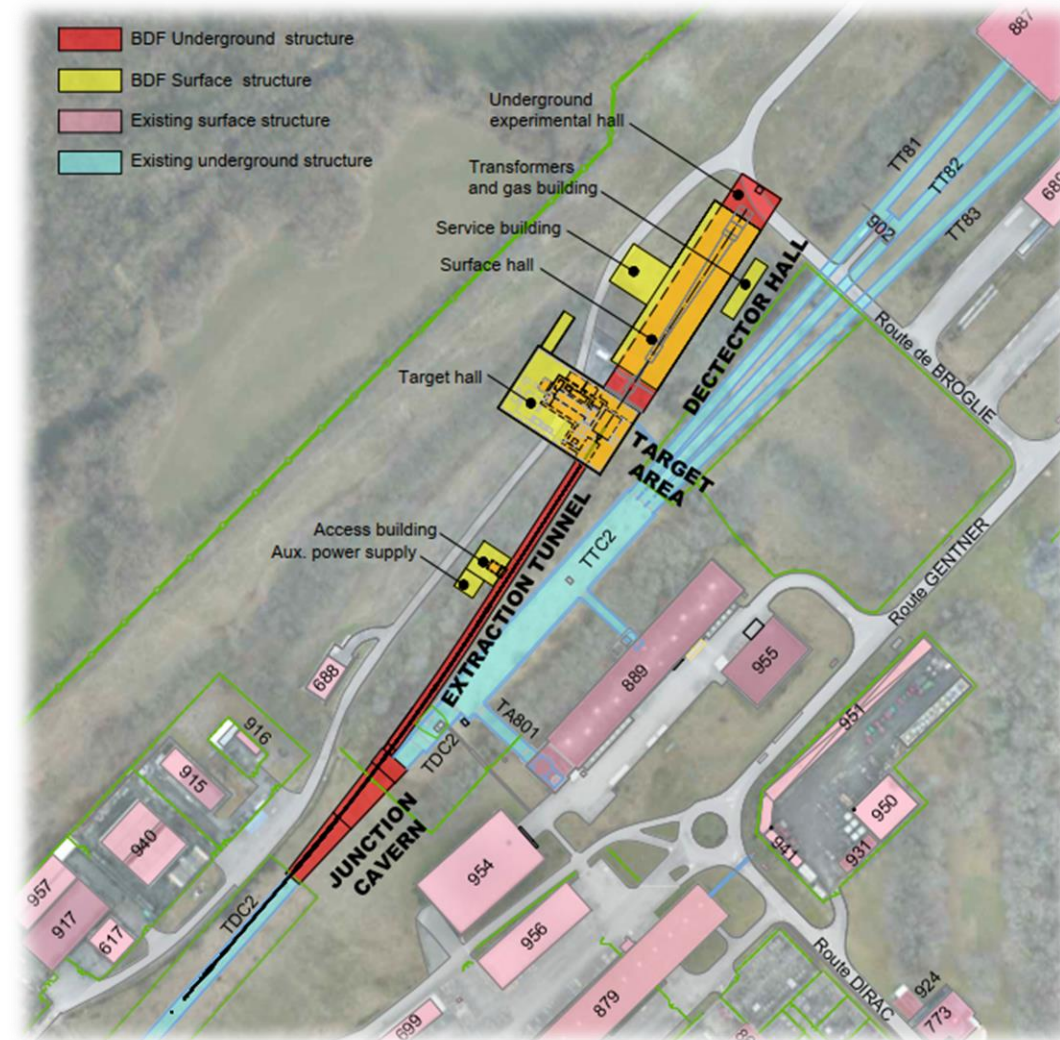 BDF Underground structure
BDF Surface structure
Existing surface structure
Existing underground structure
887
Underground
experimental hall
TT81
TT82
TT83
Transformers
and gas building
902
Service building
Surface hall
DECTECTOR HALL
Route de BROGLIE
Target hall
TARGET
AREA
Access building
Aux. power supply
EXTRACTION TUNNEL
TTC2
Route GENTNER
688
889
955
916
TA801
951
TDC2
915
940
950
JUNCTION
CAVERN
941
931
954
957
917
617
TDC2
956
Route DIRAC
879
924
773
699